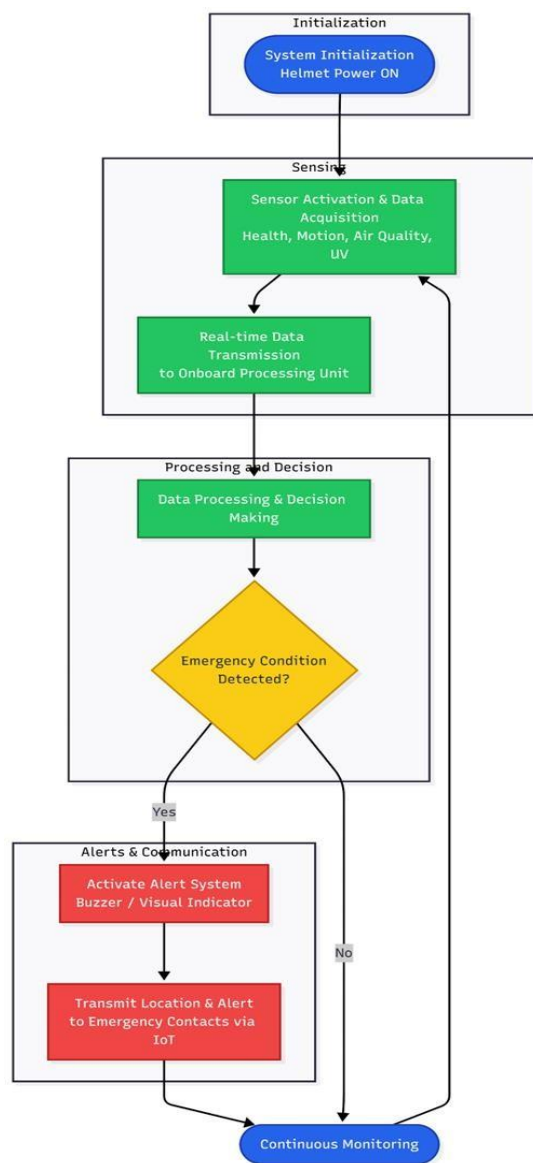 Initialization
System Initialization
Helmet Power ON
Sensing
Sensor Activation & Data
Acquisition
Health, Motion, Air Quality,
UV
Real-time Data
Transmission
to Onboard Processing Unit
Processing and Decision
Data Processing & Decision
Making
Emergency Condition
Detected?
Yes
Alerts & Communication
Activate Alert System
Buzzer / Visual Indicator
No
Transmit Location & Alert
to Emergency Contacts via
IoT
Continuous Monitoring